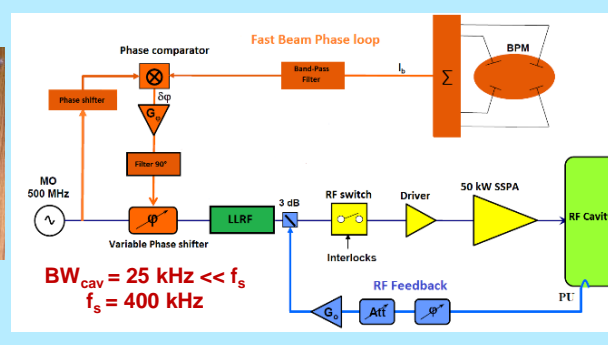 Fast Beam Phase loop
Phase comparator
BPM
Band-Pass
Filter
Ib
Σ
δφ
Phase shifter
Go
Filter 90°
MO
500 MHz
3 dB
RF switch
Driver
50 kW SSPA
φ
LLRF
RF Cavit
Variable Phase shifter
Interlocks
BWcav = 25 kHz << fs
fs = 400 kHz
RF Feedback
PU
Go
Att
φ